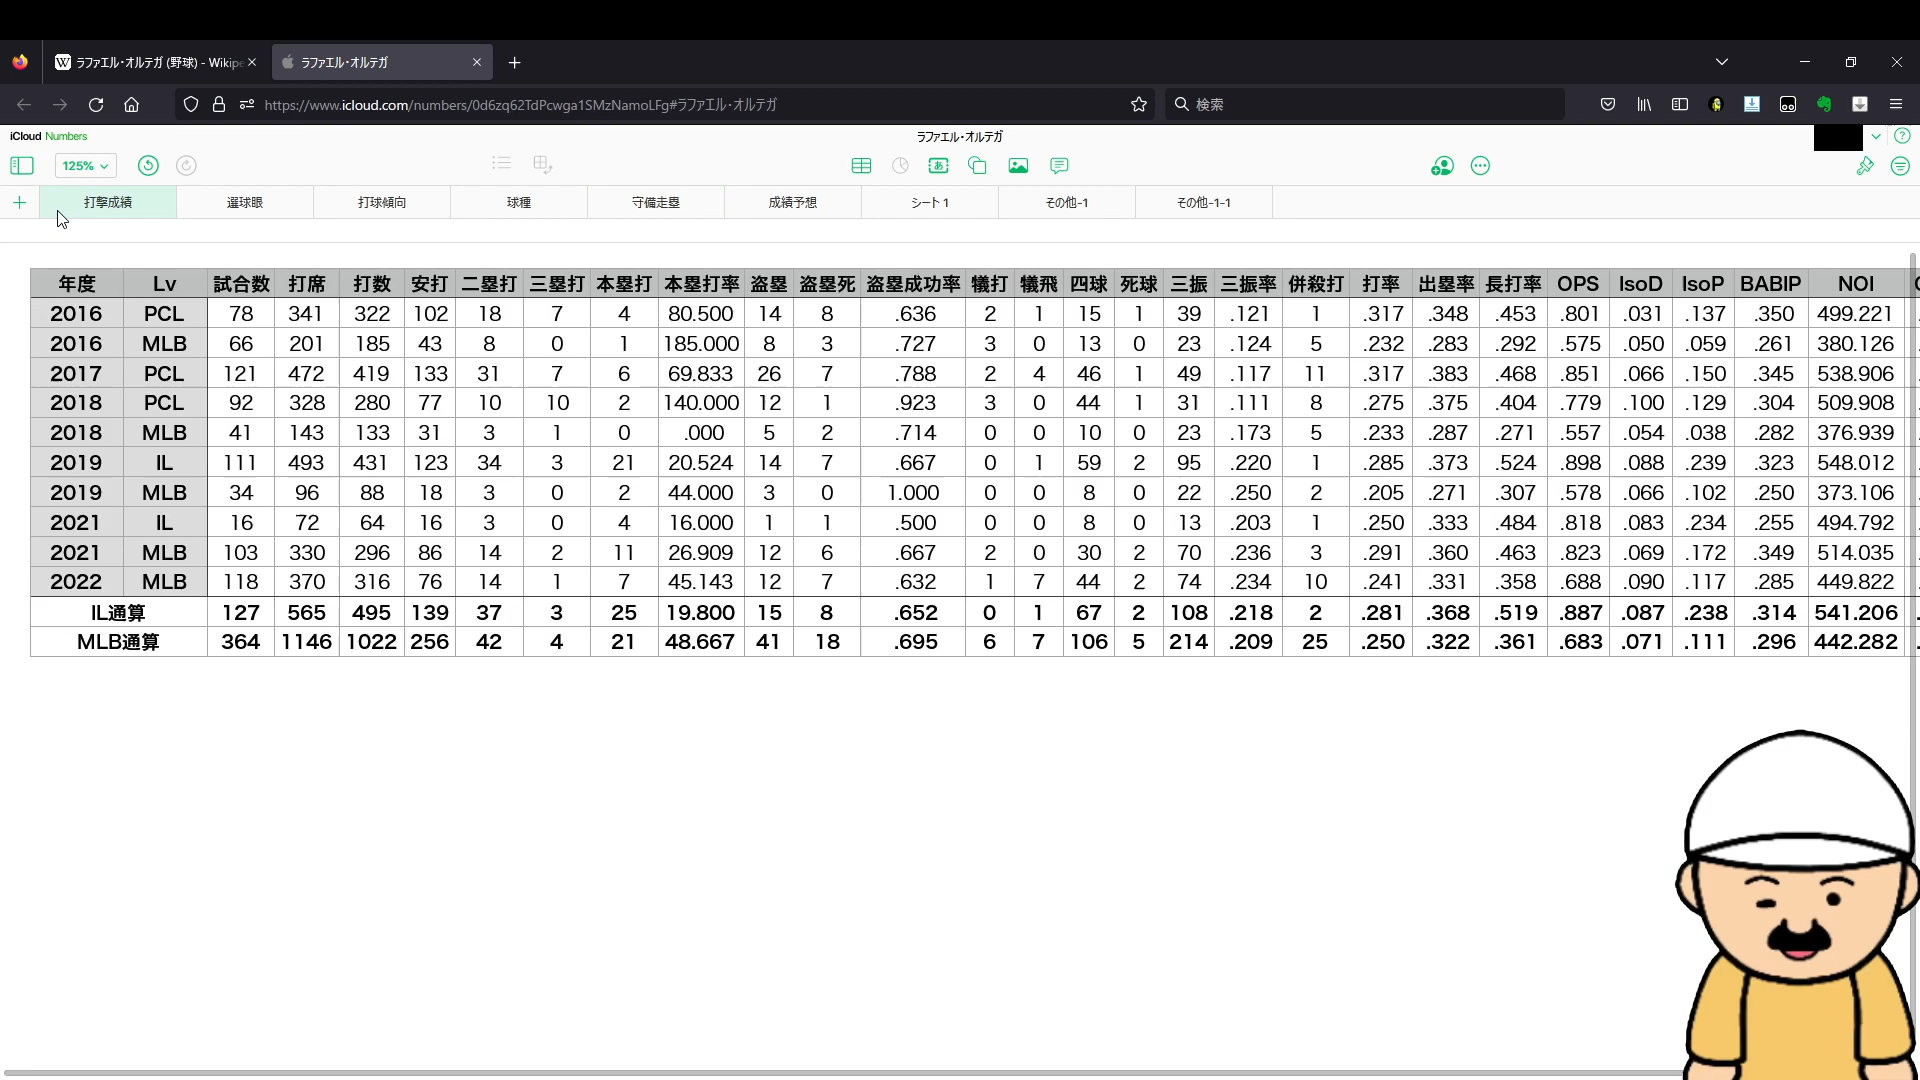 ラファエル・オルテガ (野球) - Wikipe
ラファエル・オルテガ
https://www.icloud.com/numbers/0d6zq62TdPcwga1SMzNamoLFg#ラファエル・オルテガ
検索
iCloud Numbers
ラファエル・オルテガ
125%
打撃成績 選球眼 打球傾向 球種 守備走塁 成績予想 シート 1 その他-1 その他-1-1
年度 Lv 試合数 打席 打数 安打 二塁打 三塁打 本塁打 本塁打率 盗塁 盗塁死 盗塁成功率 犠打 犠飛 四球 死球 三振 三振率 併殺打 打率 出塁率 長打率 OPS IsoD IsoP BABIP NOI
2016 PCL 78 341 322 102 18 7 4 80.500 14 8 .636 2 1 15 1 39 .121 1 .317 .348 .453 .801 .031 .137 .350 499.221
2016 MLB 66 201 185 43 8 0 1 185.000 8 3 .727 3 0 13 0 23 .124 5 .232 .283 .292 .575 .050 .059 .261 380.126
2017 PCL 121 472 419 133 31 7 6 69.833 26 7 .788 2 4 46 1 49 .117 11 .317 .383 .468 .851 .066 .150 .345 538.906
2018 PCL 92 328 280 77 10 10 2 140.000 12 1 .923 3 0 44 1 31 .111 8 .275 .375 .404 .779 .100 .129 .304 509.908
2018 MLB 41 143 133 31 3 1 0 .000 5 2 .714 0 0 10 0 23 .173 5 .233 .287 .271 .557 .054 .038 .282 376.939
2019 IL 111 493 431 123 34 3 21 20.524 14 7 .667 0 1 59 2 95 .220 1 .285 .373 .524 .898 .088 .239 .323 548.012
2019 MLB 34 96 88 18 3 0 2 44.000 3 0 1.000 0 0 8 0 22 .250 2 .205 .271 .307 .578 .066 .102 .250 373.106
2021 IL 16 72 64 16 3 0 4 16.000 1 1 .500 0 0 8 0 13 .203 1 .250 .333 .484 .818 .083 .234 .255 494.792
2021 MLB 103 330 296 86 14 2 11 26.909 12 6 .667 2 0 30 2 70 .236 3 .291 .360 .463 .823 .069 .172 .349 514.035
2022 MLB 118 370 316 76 14 1 7 45.143 12 7 .632 1 7 44 2 74 .234 10 .241 .331 .358 .688 .090 .117 .285 449.822
IL通算 127 565 495 139 37 3 25 19.800 15 8 .652 0 1 67 2 108 .218 2 .281 .368 .519 .887 .087 .238 .314 541.206
MLB通算 364 1146 1022 256 42 4 21 48.667 41 18 .695 6 7 106 5 214 .209 25 .250 .322 .361 .683 .071 .111 .296 442.282